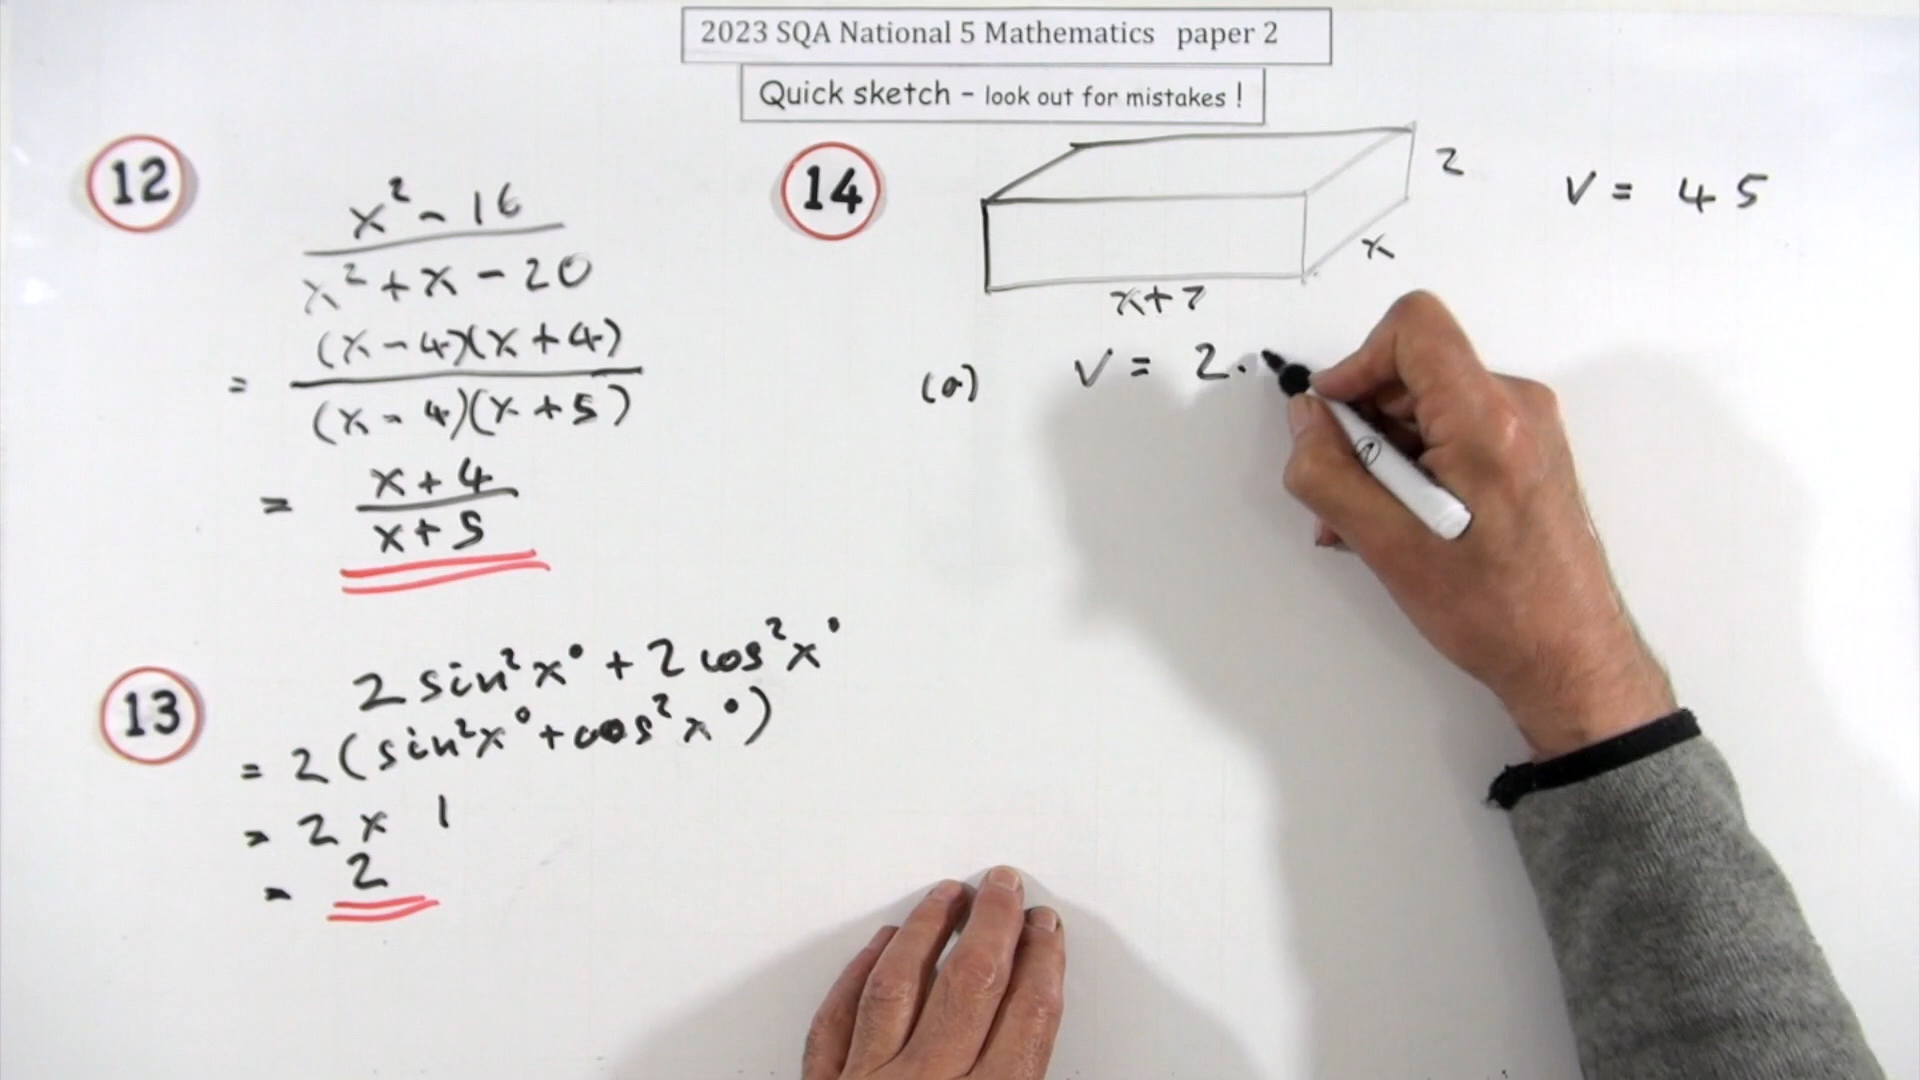 2023 SQA National 5 Mathematics paper 2
Quick sketch – look out for mistakes !
12
x² - 16
x² + x - 20
= (x - 4)(x + 4)
(x - 4)(x + 5)
= x + 4
x + 5
13
2 sin²x° + 2 cos²x°
= 2 (sin²x° + cos²x°)
= 2 x 1
= 2
14
2
x
x+7
V = 45
(a) V = 2.